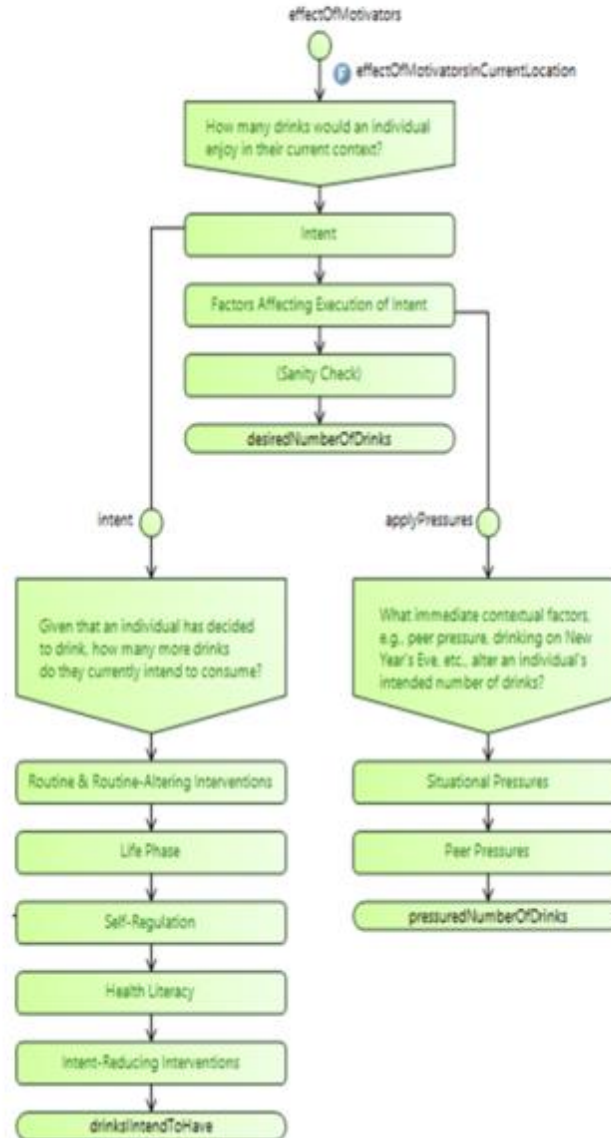 effectOfMotivators
F effectOfMotivatorsInCurrentLocation
How many drinks would an individual
enjoy in their current context?
Intent
Factors Affecting Execution of Intent
(Sanity Check)
desiredNumberOfDrinks
intent
Given that an individual has decided
to drink, how many more drinks
do they currently intend to consume?
Routine & Routine-Altering Interventions
Life Phase
Self-Regulation
Health Literacy
Intent-Reducing Interventions
drinksIntendToHave
applyPressures
What immediate contextual factors,
e.g., peer pressure, drinking on New
Year's Eve, etc., alter an individual's
intended number of drinks?
Situational Pressures
Peer Pressures
pressuredNumberOfDrinks